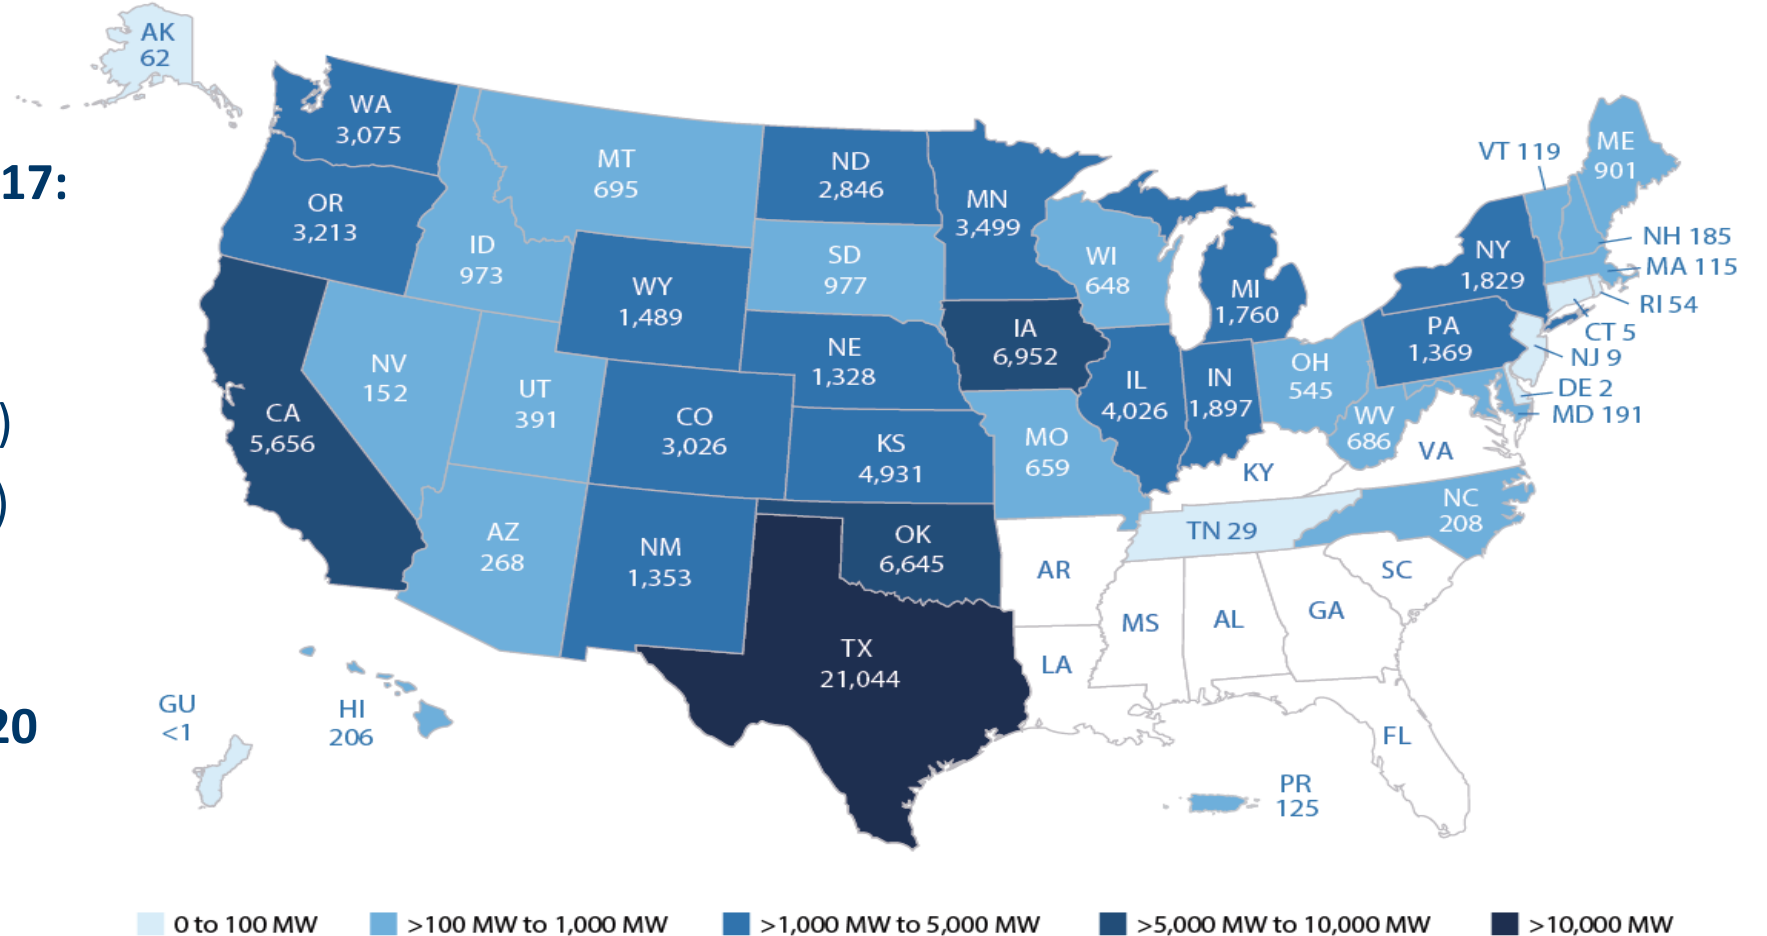 AK
62
WA
3,075
OR
3,213
MT
695
ID
973
ND
2,846
MN
3,499
SD
977
WI
648
WY
1,489
MI
1,760
NY
1,829
VT 119
ME
901
NH 185
MA 115
RI 54
CT 5
NJ 9
DE 2
MD 191
PA
1,369
IA
6,952
NE
1,328
NV
152
UT
391
CA
5,656
CO
3,026
KS
4,931
MO
659
IL
4,026
IN
1,897
OH
545
WV
686
VA
KY
NC
208
TN 29
AZ
268
NM
1,353
OK
6,645
AR
SC
MS
AL
GA
TX
21,044
LA
FL
GU
<1
HI
206
PR
125
17:
)
)
20
0 to 100 MW
>100 MW to 1,000 MW
>1,000 MW to 5,000 MW
>5,000 MW to 10,000 MW
>10,000 MW